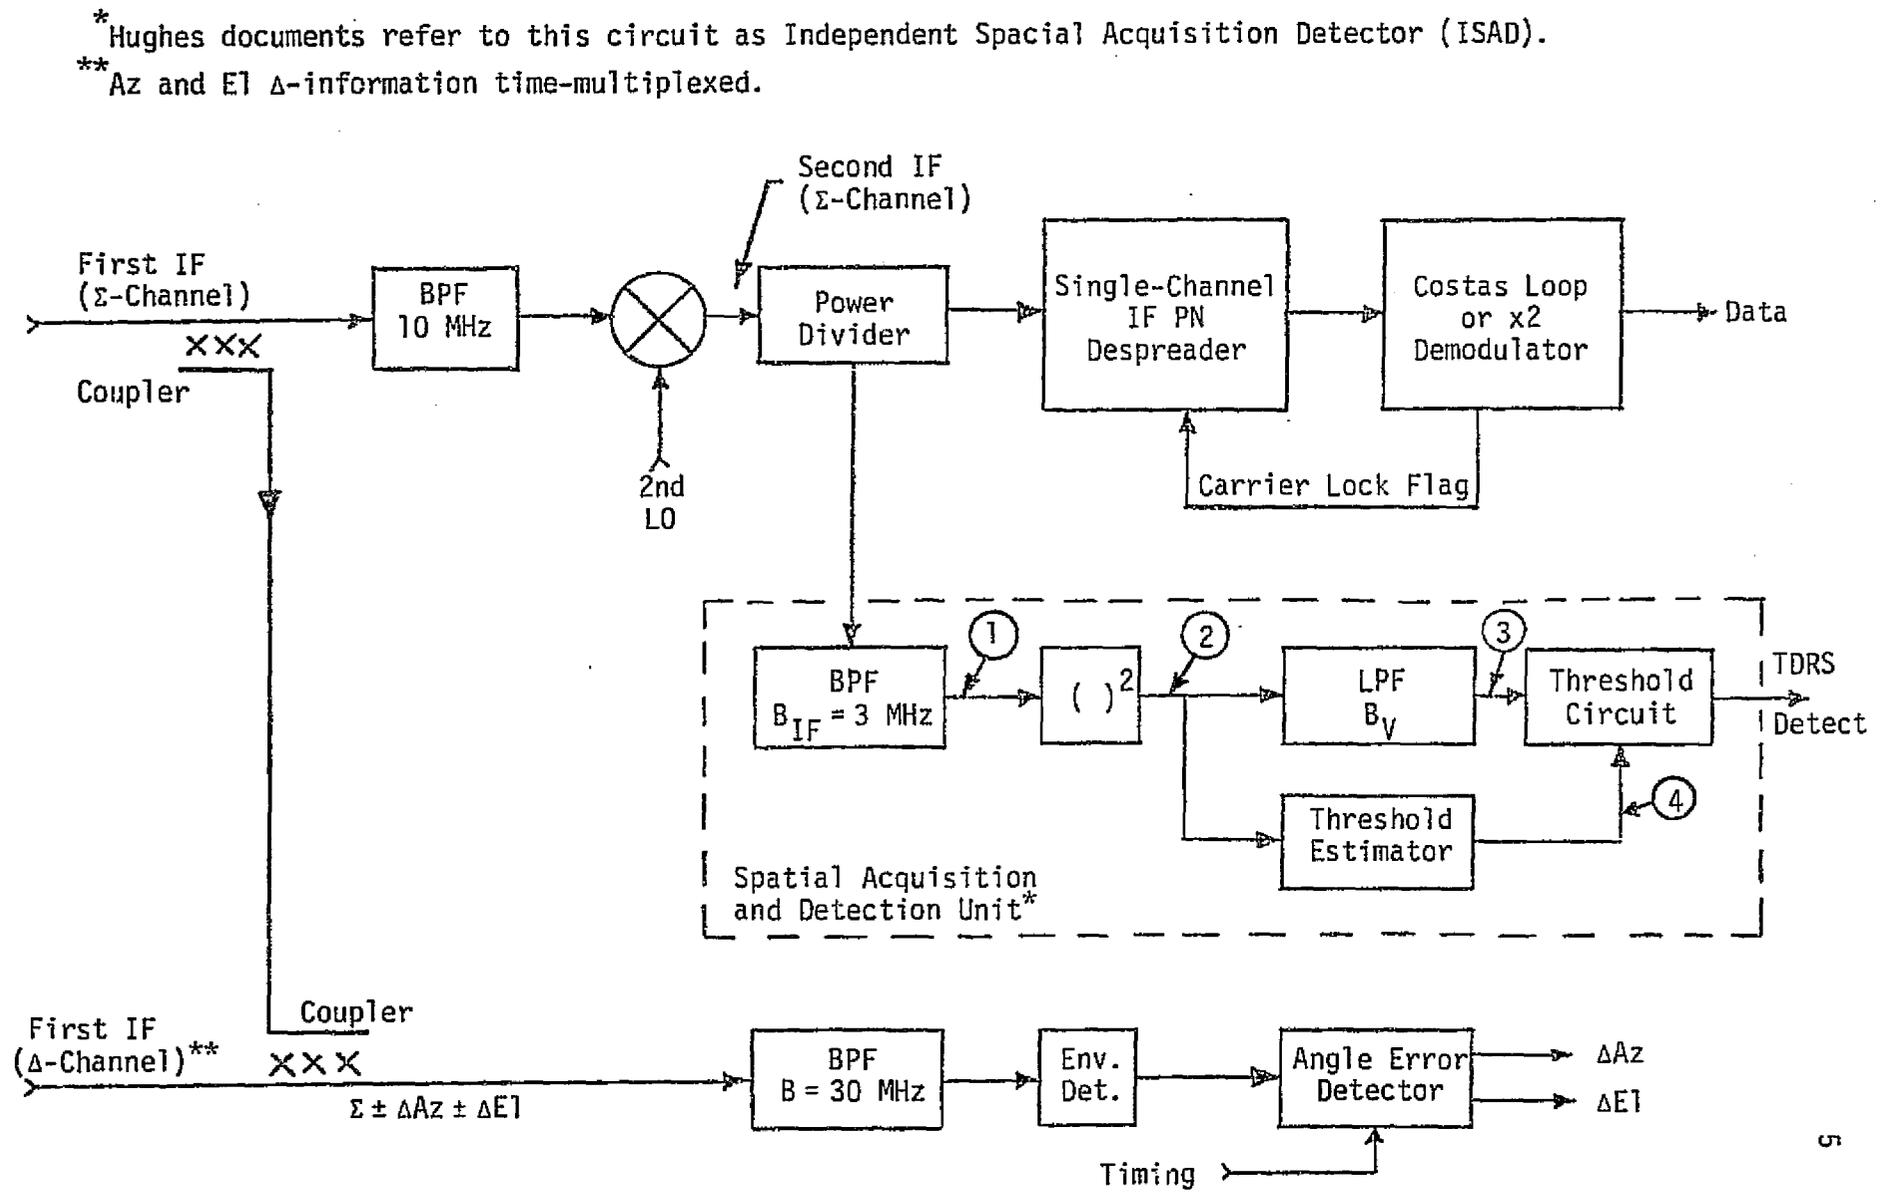 *Hughes documents refer to this circuit as Independent Spacial Acquisition Detector (ISAD).
**Az and El Δ-information time-multiplexed.
Second IF
(Σ-Channel)
First IF
(Σ-Channel)
Coupler
BPF
10 MHz
2nd
LO
Power
Divider
Single-Channel
IF PN
Despreader
Costas Loop
or x2
Demodulator
Data
Carrier Lock Flag
1
2
3
BPF
B_IF = 3 MHz
( )²
LPF
B_V
Threshold
Circuit
TDRS
Detect
4
Threshold
Estimator
Spatial Acquisition
and Detection Unit*
First IF
(Δ-Channel)**
Coupler
Σ ± ΔAz ± ΔEl
BPF
B = 30 MHz
Env.
Det.
Angle Error
Detector
ΔAz
ΔEl
Timing
5